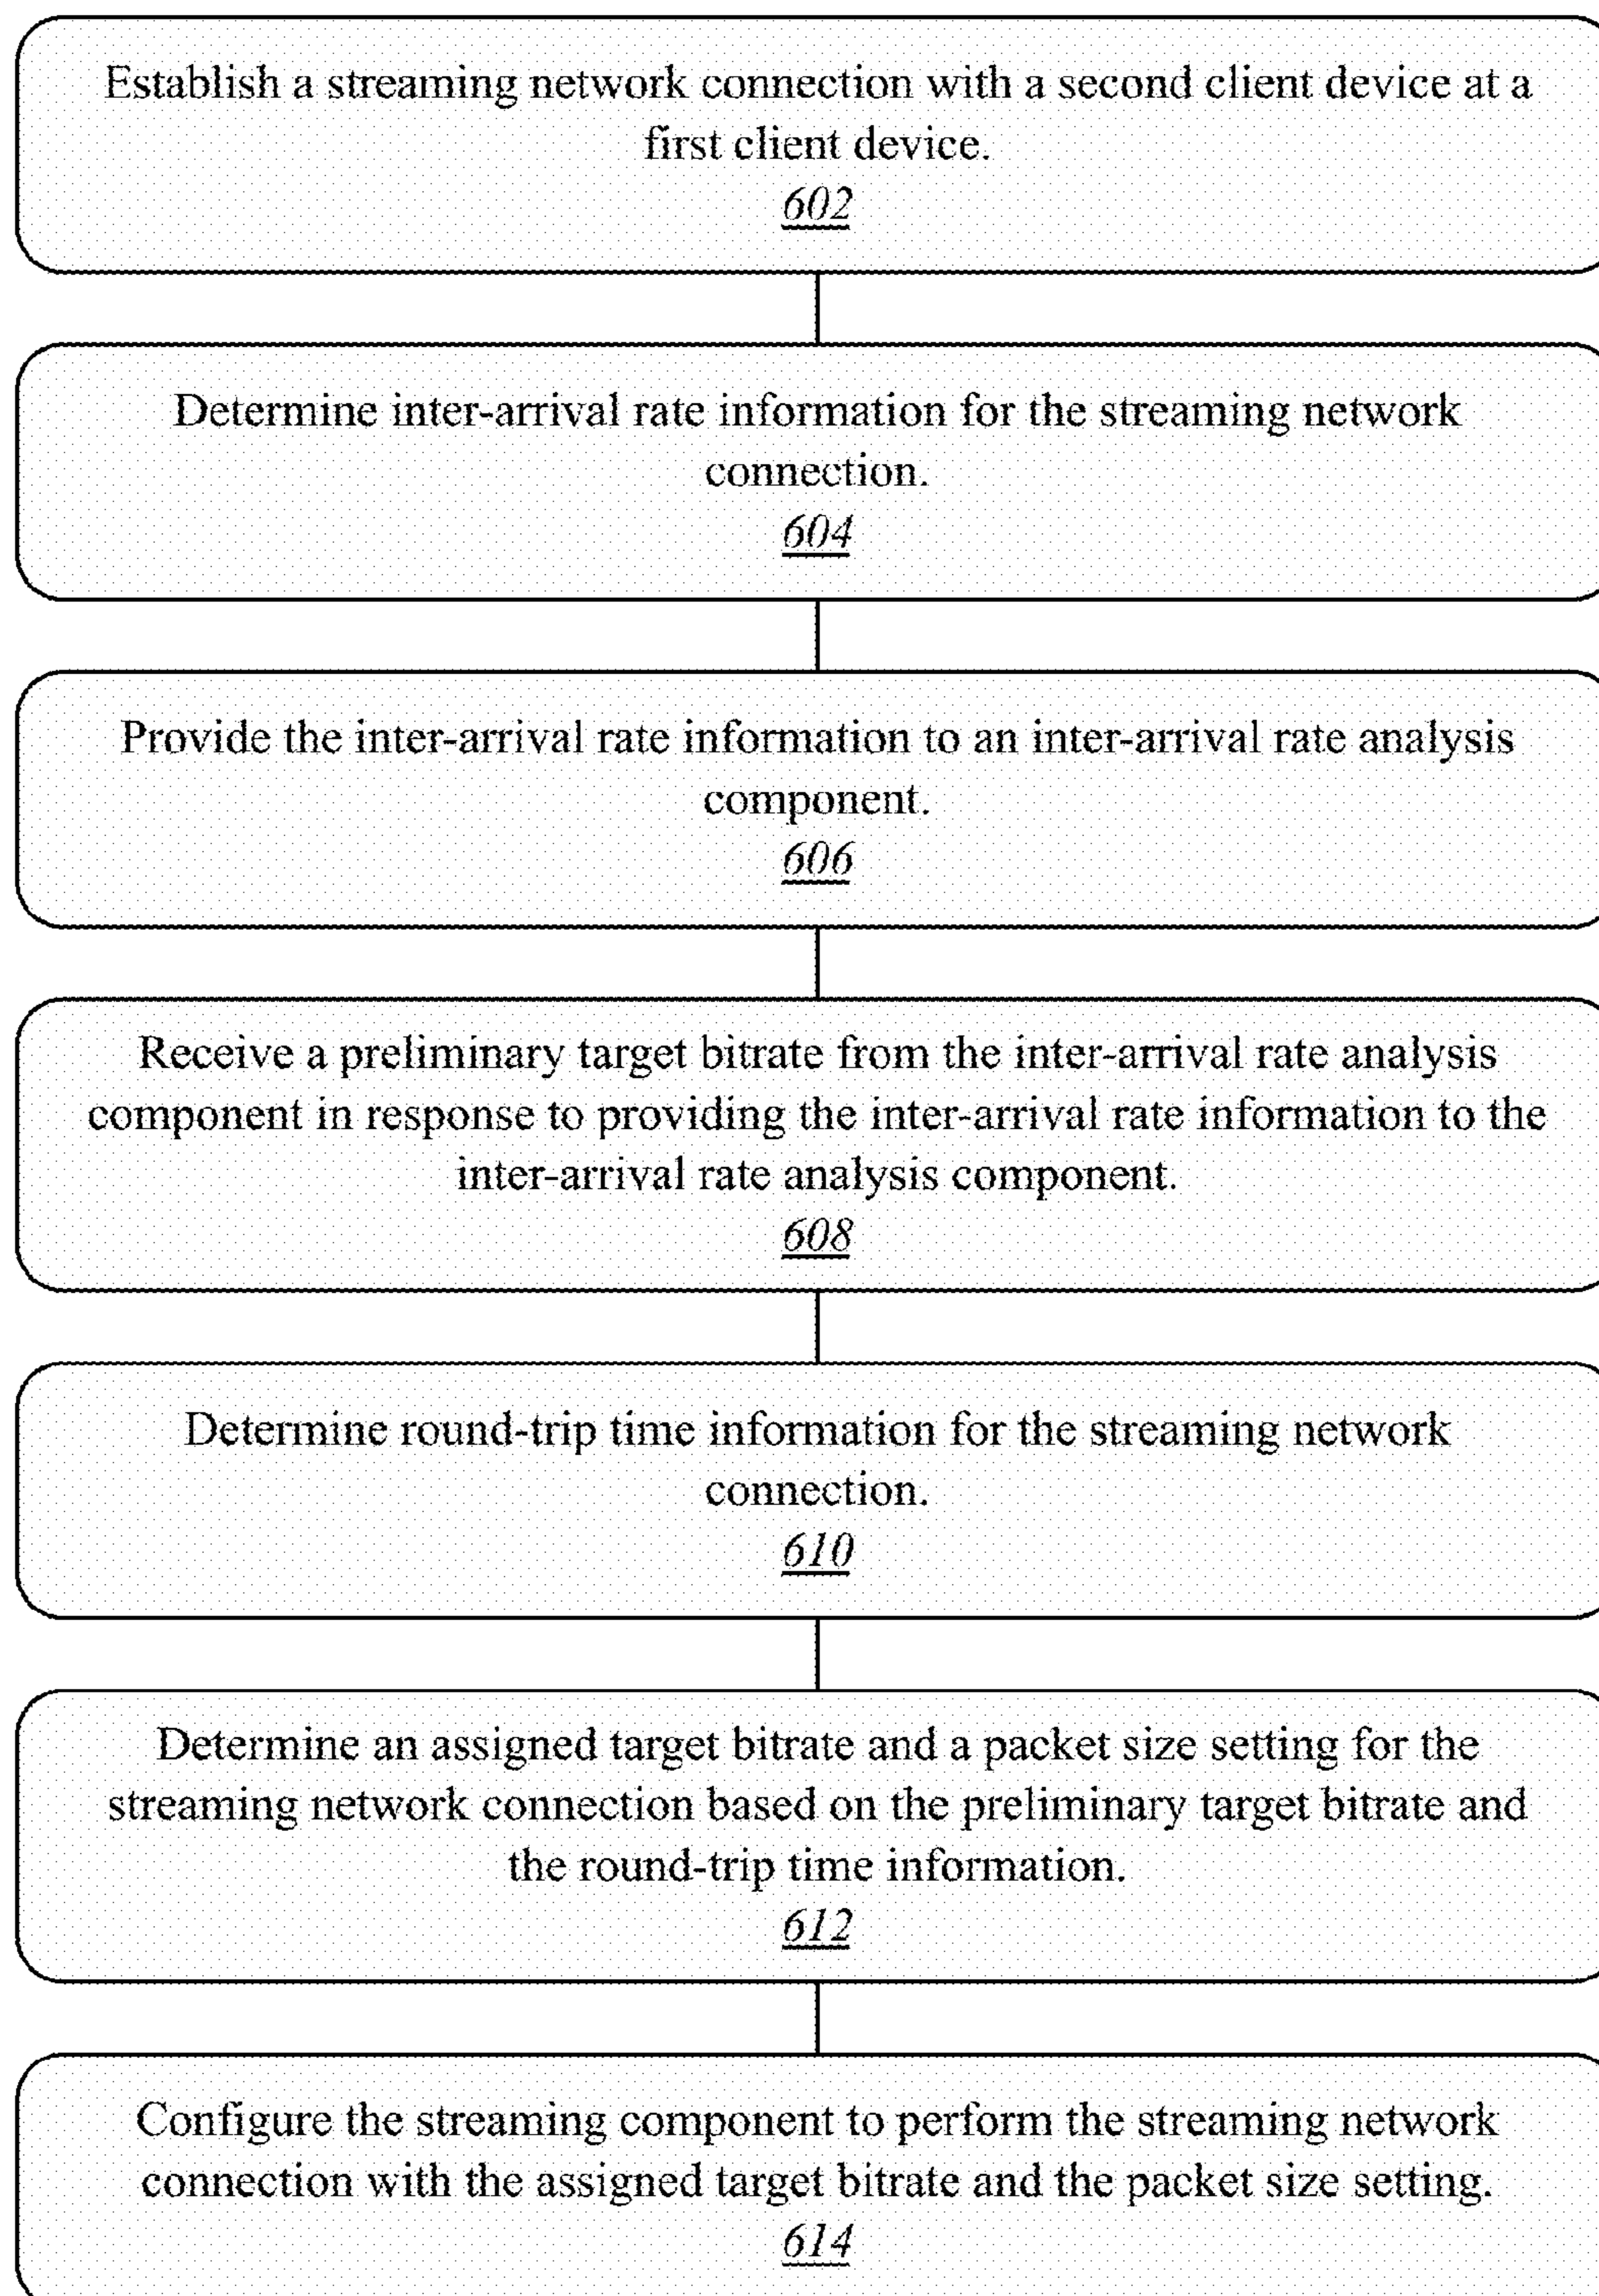 Establish a streaming network connection with a second client device at a
first client device.
602
Determine inter-arrival rate information for the streaming network
connection.
604
Provide the inter-arrival rate information to an inter-arrival rate analysis
component.
606
Receive a preliminary target bitrate from the inter-arrival rate analysis
component in response to providing the inter-arrival rate information to the
inter-arrival rate analysis component.
608
Determine round-trip time information for the streaming network
connection.
610
Determine an assigned target bitrate and a packet size setting for the
streaming network connection based on the preliminary target bitrate and
the round-trip time information.
612
Configure the streaming component to perform the streaming network
connection with the assigned target bitrate and the packet size setting.
614